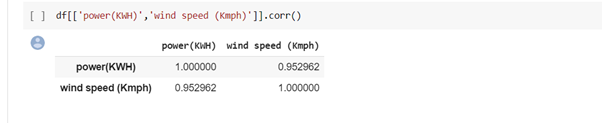 [ ] df[['power(KWH)','wind speed (Kmph)']].corr()
power(KWH) wind speed (Kmph)
power(KWH) 1.000000 0.952962
wind speed (Kmph) 0.952962 1.000000